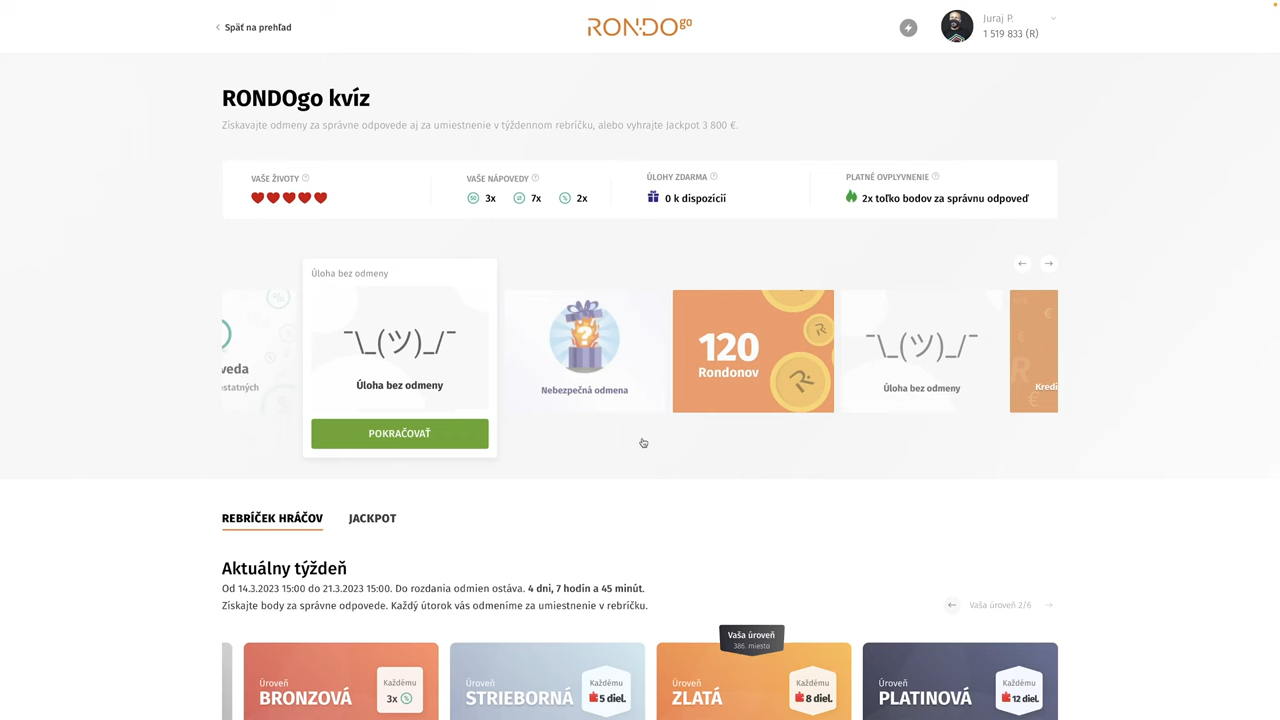 Späť na prehľad
RONDOgo
Juraj P.
1 519 833 (R)
RONDOgo kvíz
Získavajte odmeny za správne odpovede aj za umiestnenie v týždennom rebríčku, alebo vyhrajte Jackpot 3 800 €.
VAŠE ŽIVOTY
VAŠE NÁPOVEDY
3x
7x
2x
ÚLOHY ZDARMA
0 k dispozícií
PLATNÉ OVPLYVNENIE
2x toľko bodov za správnu odpoveď
Úloha bez odmeny
¯\_(ツ)_/¯
Úloha bez odmeny
POKRAČOVAŤ
Nebezpečná odmena
120
Rondonov
¯\_(ツ)_/¯
Úloha bez odmeny
REBRÍČEK HRÁČOV
JACKPOT
Aktuálny týždeň
Od 14.3.2023 15:00 do 21.3.2023 15:00. Do rozdania odmien ostáva. 4 dni, 7 hodin a 45 minút.
Získajte body za správne odpovede. Každý útorok vás odmeníme za umiestnenie v rebríčku.
Vaša úroveň 2/6
Vaša úroveň
386. miesto
Úroveň
BRONZOVÁ
Každému
3x
Úroveň
STRIEBORNÁ
Každému
5 diel.
Úroveň
ZLATÁ
Každému
8 diel.
Úroveň
PLATINOVÁ
Každému
12 diel.